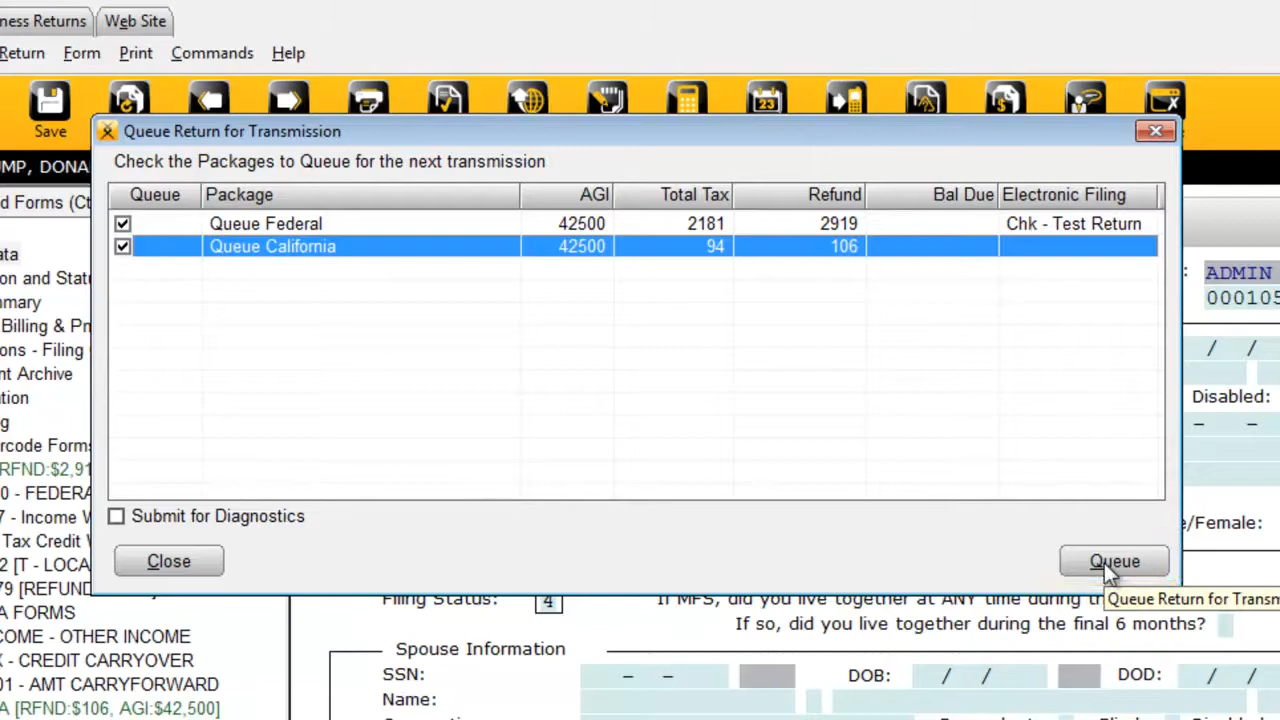 ness Returns Web Site
Return Form Print Commands Help
23
Save
Queue Return for Transmission
UMP, DONA
Check the Packages to Queue for the next transmission
d Forms (Ct
Queue Package AGI Total Tax Refund Bal Due Electronic Filing
Queue Federal 42500 2181 2919 Chk - Test Return
Queue California 42500 94 106
ata
on and Statu
: ADMIN
mmary
000105
Billing & Pr
ons - Filing
/ /
nt Archive
ation
Disabled:
g
– –
rcode Forms
RFND:$2,91
0 - FEDERA
7 - Income W
Submit for Diagnostics
e/Female:
Tax Credit W
2 [T - LOCA
Close Queue
79 [REFUND
Queue Return for Transm
Filing Status: 4 If MFS, did you live together at ANY time during th
A FORMS
If so, did you live together during the final 6 months?
COME - OTHER INCOME
Spouse Information
X - CREDIT CARRYOVER
SSN: – – DOB: / / DOD: / /
01 - AMT CARRYFORWARD
Name:
A [RFND:$106, AGI:$42,500]